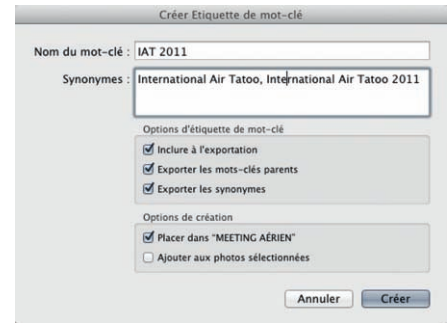 Créer Etiquette de mot-clé
Nom du mot-clé : IAT 2011
Synonymes : International Air Tatoo, International Air Tatoo 2011
Options d'étiquette de mot-clé
Inclure à l'exportation
Exporter les mots-clés parents
Exporter les synonymes
Options de création
Placer dans "MEETING AÉRIEN"
Ajouter aux photos sélectionnées
Annuler Créer